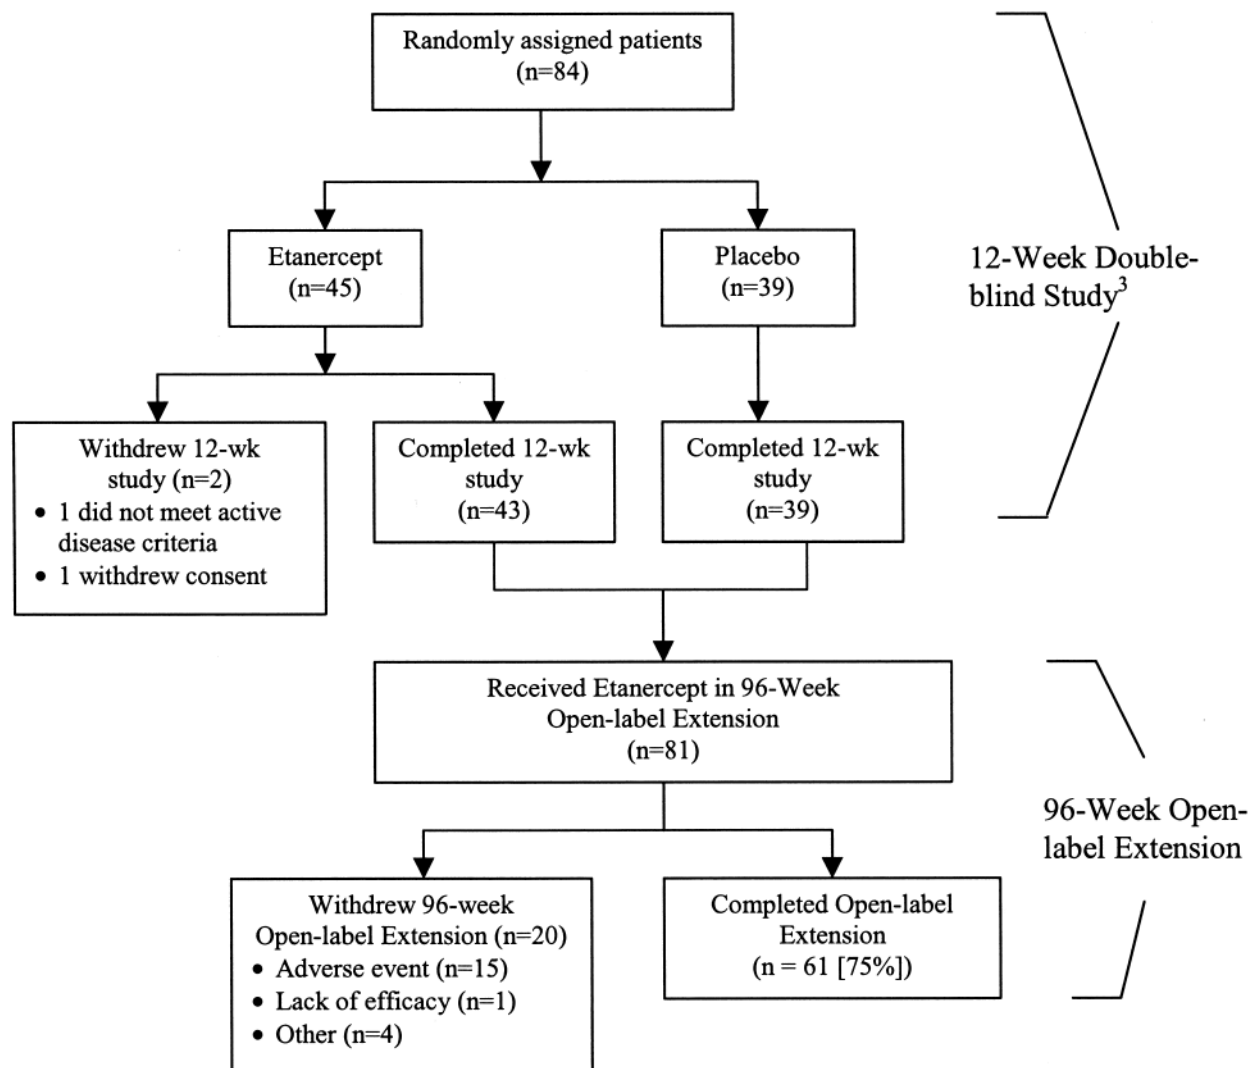 Randomly assigned patients
(n=84)
Etanercept
(n=45)
Placebo
(n=39)
12-Week Double-
blind Study³
Withdrew 12-wk
study (n=2)
• 1 did not meet active
disease criteria
• 1 withdrew consent
Completed 12-wk
study
(n=43)
Completed 12-wk
study
(n=39)
Received Etanercept in 96-Week
Open-label Extension
(n=81)
96-Week Open-
label Extension
Withdrew 96-week
Open-label Extension (n=20)
• Adverse event (n=15)
• Lack of efficacy (n=1)
• Other (n=4)
Completed Open-label
Extension
(n = 61 [75%])